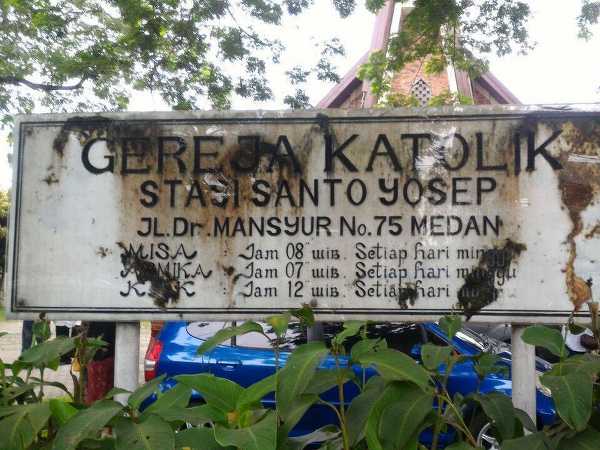 GEREJA KATOLIK
STASI SANTO YOSEP
JL.Dr. MANSYUR No.75 MEDAN
MISA : Jam 08 WIB. Setiap hari minggu
Jam 07 WIB. Setiap hari minggu
Jam 12 WIB. Setiap hari